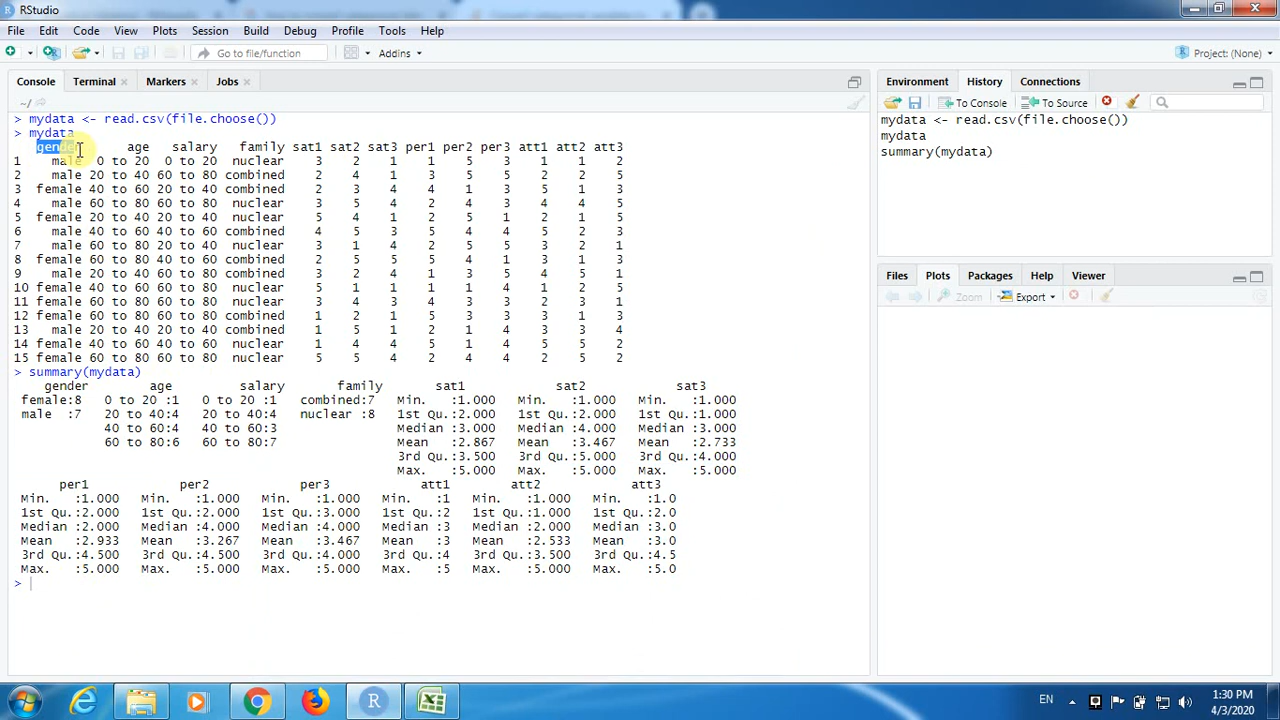 RStudio
File Edit Code View Plots Session Build Debug Profile Tools Help
Go to file/function Addins Project: (None)
Console Terminal Markers Jobs
~/
> mydata <- read.csv(file.choose())
> mydata
gender age salary family sat1 sat2 sat3 per1 per2 per3 att1 att2 att3
1 male 0 to 20 0 to 20 nuclear 3 2 1 1 5 5 1 1 2
2 male 20 to 40 60 to 80 combined 2 4 1 3 5 5 2 2 5
3 female 40 to 60 20 to 40 combined 2 3 4 4 1 3 5 1 3
4 male 60 to 80 60 to 80 nuclear 3 5 4 2 4 3 4 4 5
5 female 20 to 40 20 to 40 nuclear 5 4 1 2 5 1 2 1 5
6 male 40 to 60 40 to 60 combined 4 5 3 5 4 4 5 2 3
7 male 60 to 80 20 to 40 nuclear 3 1 4 2 5 5 3 2 1
8 female 60 to 80 40 to 60 combined 2 5 5 5 4 1 3 1 3
9 male 20 to 40 60 to 80 combined 3 2 4 1 3 5 4 5 1
10 female 40 to 60 60 to 80 nuclear 5 1 1 1 1 4 1 2 5
11 female 60 to 80 60 to 80 nuclear 3 4 3 4 3 3 2 3 1
12 female 60 to 80 60 to 80 combined 1 2 1 5 3 3 3 1 3
13 male 20 to 40 20 to 40 combined 1 5 1 2 1 4 3 3 4
14 female 40 to 60 40 to 60 nuclear 1 4 4 5 1 4 5 5 2
15 female 60 to 80 60 to 80 nuclear 5 5 4 2 4 4 2 5 2
> summary(mydata)
gender age salary family sat1 sat2 sat3
female:8 0 to 20 :1 0 to 20 :1 combined:7 Min. :1.000 Min. :1.000 Min. :1.000
male :7 20 to 40:4 20 to 40:4 nuclear :8 1st Qu.:2.000 1st Qu.:2.000 1st Qu.:1.000
40 to 60:4 40 to 60:3 Median :3.000 Median :4.000 Median :3.000
60 to 80:6 60 to 80:7 Mean :2.867 Mean :3.467 Mean :2.733
3rd Qu.:3.500 3rd Qu.:5.000 3rd Qu.:4.000
Max. :5.000 Max. :5.000 Max. :5.000
per1 per2 per3 att1 att2 att3
Min. :1.000 Min. :1.000 Min. :1.000 Min. :1 Min. :1.000 Min. :1.0
1st Qu.:2.000 1st Qu.:2.000 1st Qu.:3.000 1st Qu.:2 1st Qu.:1.000 1st Qu.:2.0
Median :2.000 Median :4.000 Median :4.000 Median :3 Median :2.000 Median :3.0
Mean :2.933 Mean :3.267 Mean :3.467 Mean :3 Mean :2.533 Mean :3.0
3rd Qu.:4.500 3rd Qu.:4.500 3rd Qu.:4.000 3rd Qu.:4 3rd Qu.:3.500 3rd Qu.:4.5
Max. :5.000 Max. :5.000 Max. :5.000 Max. :5 Max. :5.000 Max. :5.0
>
Environment History Connections
To Console To Source
mydata <- read.csv(file.choose())
mydata
summary(mydata)
Files Plots Packages Help Viewer
Zoom Export
EN
1:30 PM
4/3/2020